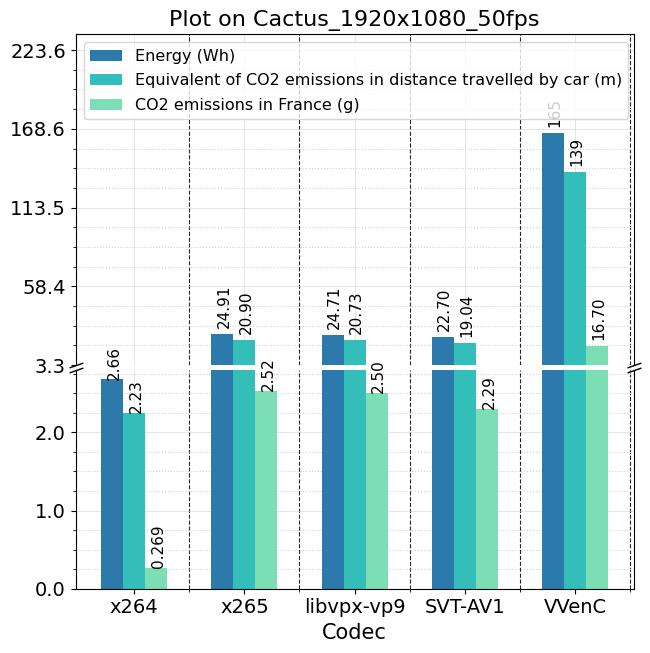 Plot on Cactus_1920x1080_50fps
Energy (Wh)
Equivalent of CO2 emissions in distance travelled by car (m)
CO2 emissions in France (g)
223.6
168.6
113.5
58.4
3.3
2.0
1.0
0.0
2.66
2.23
0.269
24.91
20.90
2.52
24.71
20.73
2.50
22.70
19.04
2.29
165
139
16.70
x264
x265
libvpx-vp9
SVT-AV1
VVenC
Codec